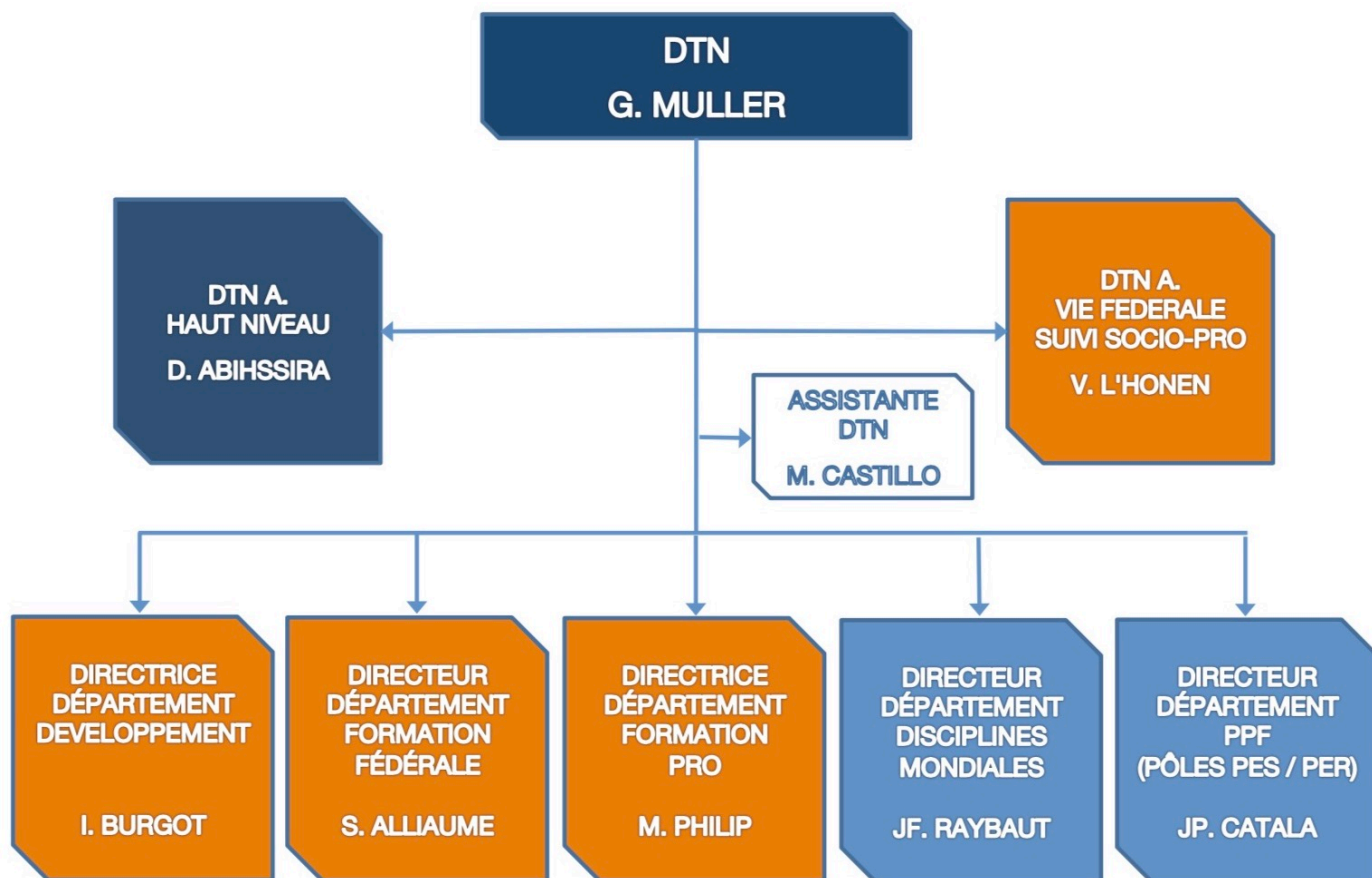 DTN
G. MULLER
DTN A.
HAUT NIVEAU
D. ABIHSSIRA
DTN A.
VIE FEDERALE
SUIVI SOCIO-PRO
V. L'HONEN
ASSISTANTE
DTN
M. CASTILLO
DIRECTRICE
DÉPARTEMENT
DEVELOPPEMENT
I. BURGOT
DIRECTEUR
DÉPARTEMENT
FORMATION
FÉDÉRALE
S. ALLIAUME
DIRECTRICE
DÉPARTEMENT
FORMATION
PRO
M. PHILIP
DIRECTEUR
DÉPARTEMENT
DISCIPLINES
MONDIALES
JF. RAYBAUT
DIRECTEUR
DÉPARTEMENT
PPF
(PÔLES PES / PER)
JP. CATALA